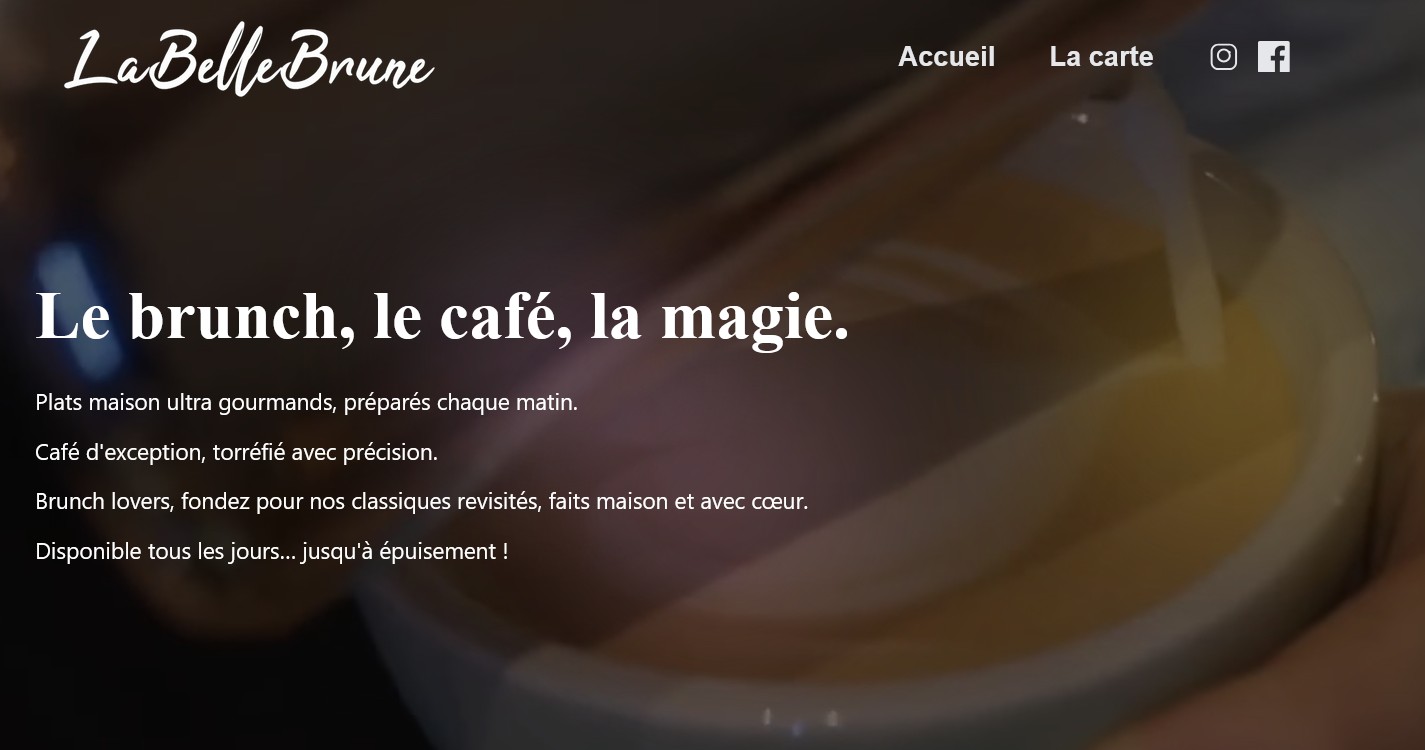 LaBelleBrune
Accueil La carte
Le brunch, le café, la magie.
Plats maison ultra gourmands, préparés chaque matin.
Café d'exception, torréfié avec précision.
Brunch lovers, fondez pour nos classiques revisités, faits maison et avec cœur.
Disponible tous les jours... jusqu'à épuisement !